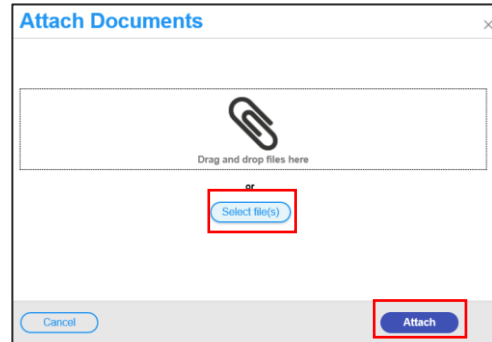 Attach Documents
Drag and drop files here
or
Select file(s)
Cancel
Attach